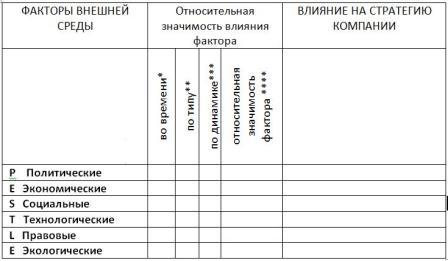 ФАКТОРЫ ВНЕШНЕЙ
СРЕДЫ
Относительная
значимость влияния
фактора
ВЛИЯНИЕ НА СТРАТЕГИЮ
КОМПАНИИ
во времени*
по типу**
по динамике***
относительная
значимость
фактора ****
P Политические
E Экономические
S Социальные
T Технологические
L Правовые
E Экологические